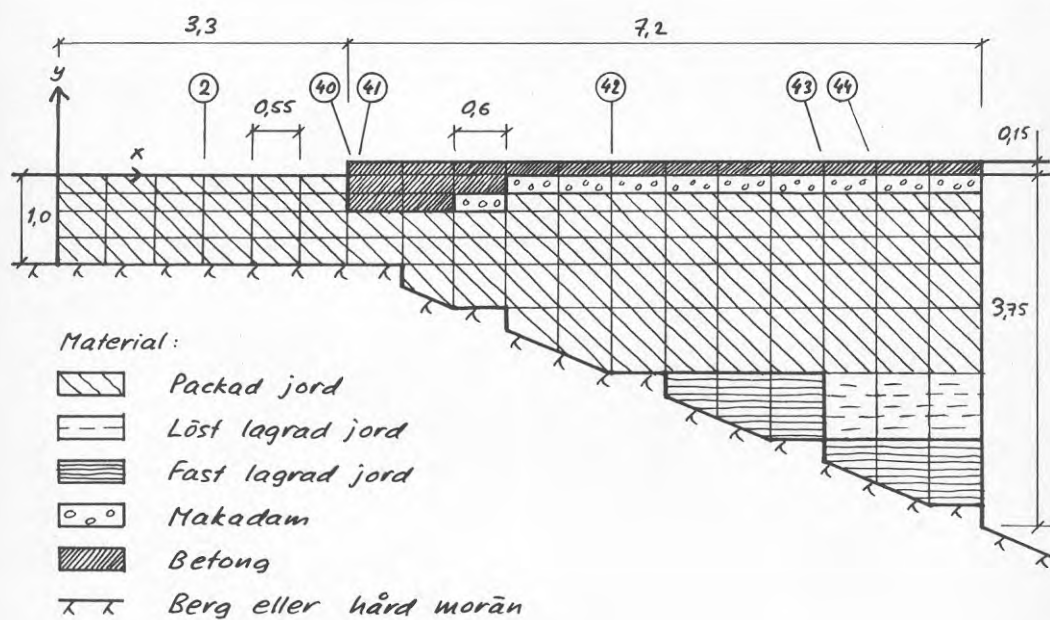 3,3 7,2
y 2 40 41 42 43 44
0,55 0,6 0,15
x
1,0
3,75
Material:
Packad jord
Löst lagrad jord
Fast lagrad jord
Makadam
Betong
Berg eller hård morän